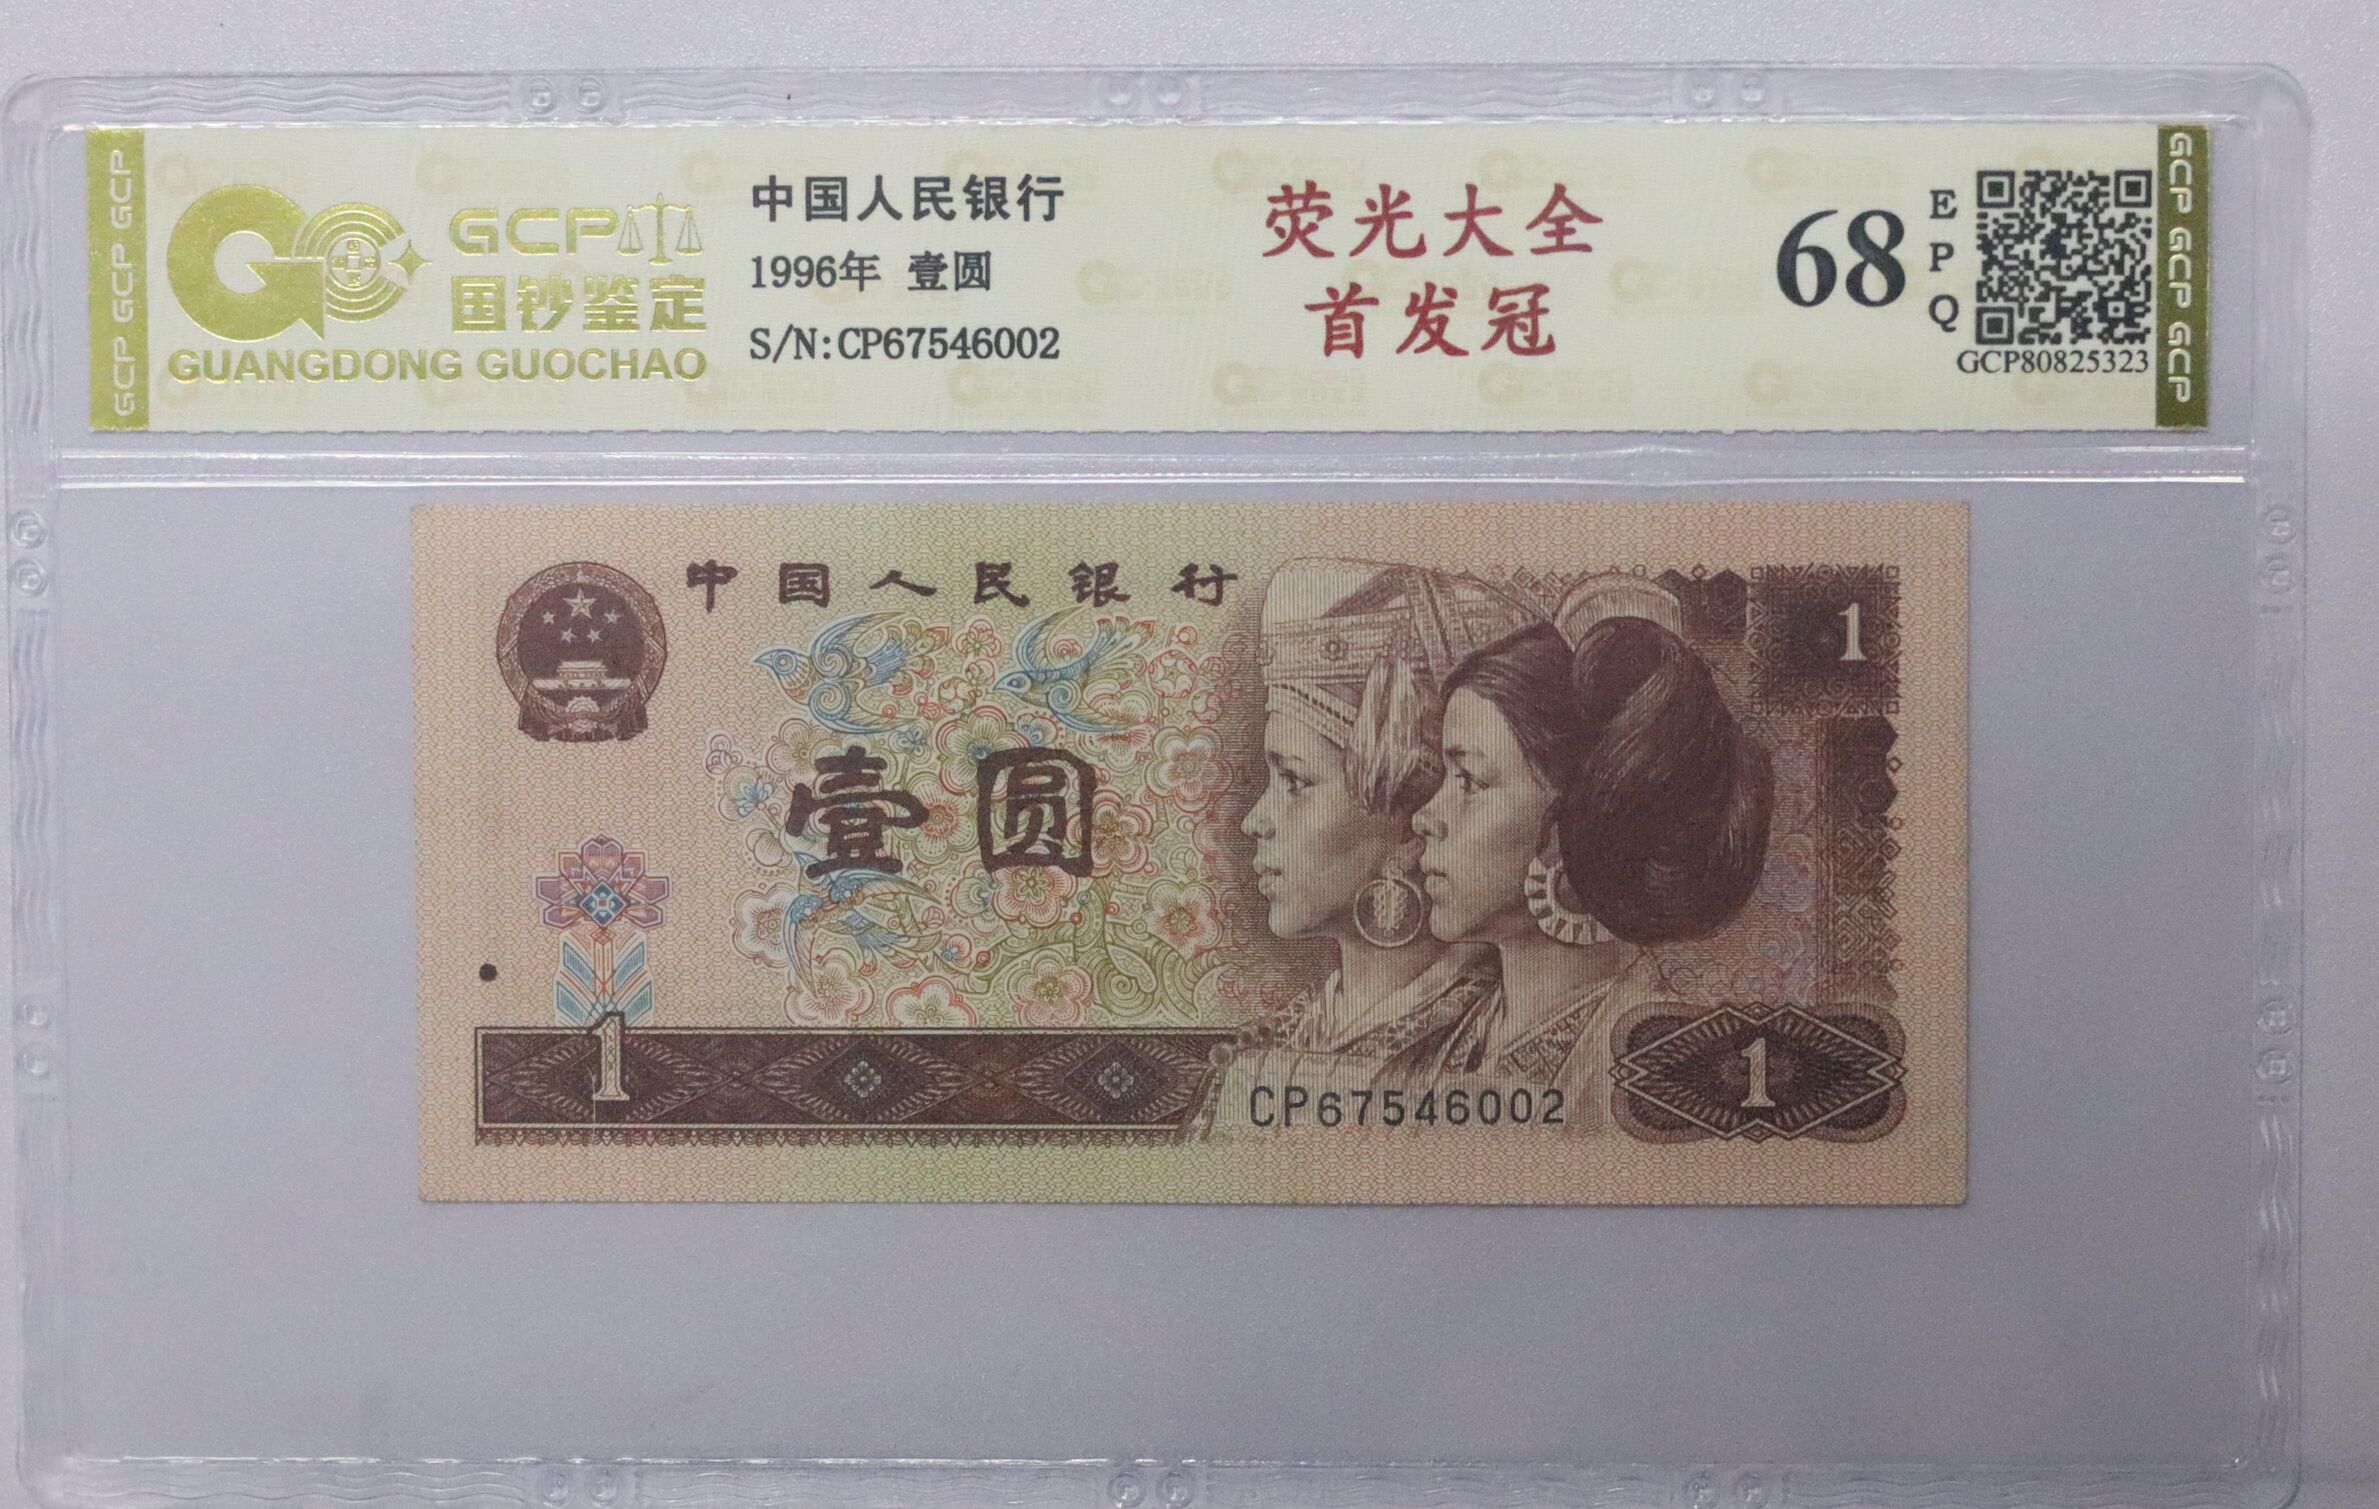 GCP GCP GCP
GCP
国钞鉴定
GUANGDONG GUOCHAO
中国人民银行
1996年 壹圆
S/N:CP67546002
荧光大全
首发冠
68
EPQ
GCP80825323
GCP GCP GCP
中国人民银行
1
壹圆
1
CP67546002
1